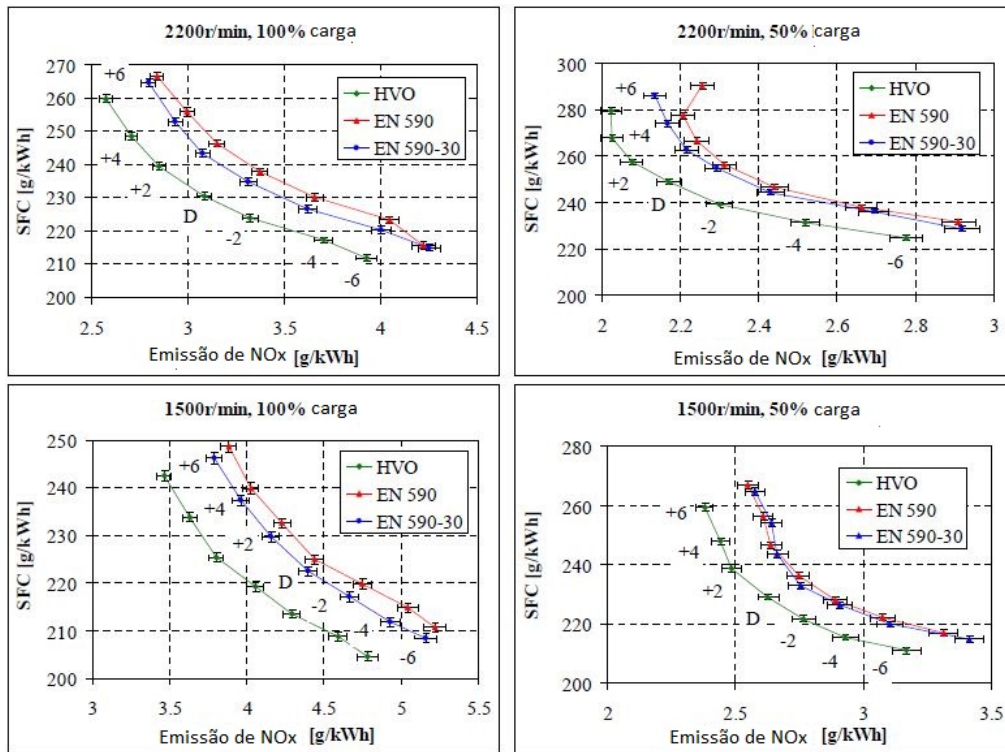 2200r/min, 100% carga
SFC [g/kWh]
270
260
250
240
230
220
210
200
+6
+4
+2
D
-2
-4
-6
HVO
EN 590
EN 590-30
2.5
3
3.5
4
4.5
Emissão de NOx [g/kWh]
2200r/min, 50% carga
SFC [g/kWh]
300
280
260
240
220
200
+6
+4
+2
D
-2
-4
-6
HVO
EN 590
EN 590-30
2
2.2
2.4
2.6
2.8
3
Emissão de NOx [g/kWh]
1500r/min, 100% carga
SFC [g/kWh]
250
240
230
220
210
200
+6
+4
+2
D
-2
-4
-6
HVO
EN 590
EN 590-30
3
3.5
4
4.5
5
5.5
Emissão de NOx [g/kWh]
1500r/min, 50% carga
SFC [g/kWh]
280
260
240
220
200
+6
+4
+2
D
-2
-4
-6
HVO
EN 590
EN 590-30
2
2.5
3
3.5
Emissão de NOx [g/kWh]